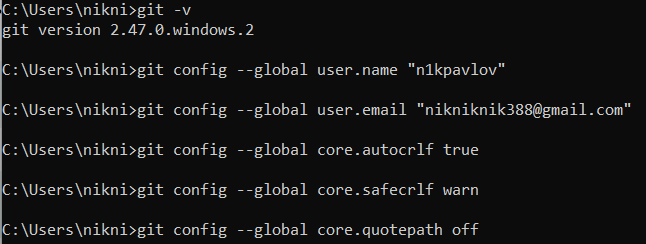 C:\Users\nikni>git -v
git version 2.47.0.windows.2
C:\Users\nikni>git config --global user.name "n1kpavlov"
C:\Users\nikni>git config --global user.email "nikniknik388@gmail.com"
C:\Users\nikni>git config --global core.autocrlf true
C:\Users\nikni>git config --global core.safecrlf warn
C:\Users\nikni>git config --global core.quotepath off